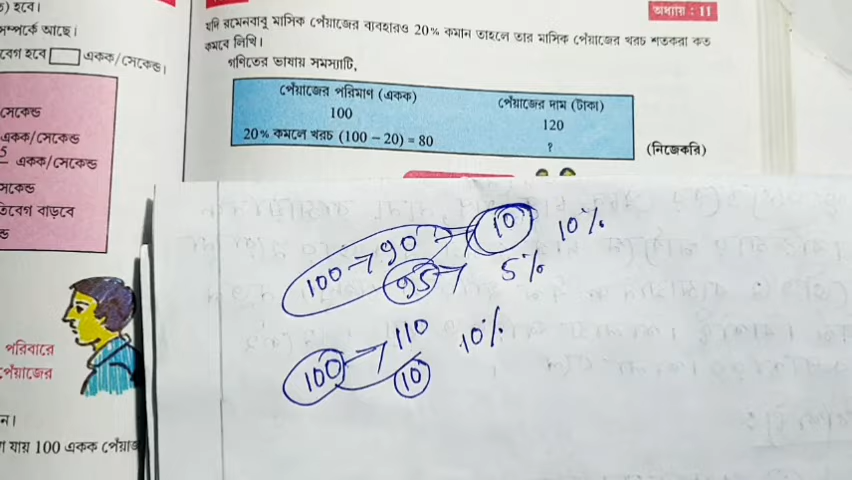 ে) হবে।
সম্পর্কে আছে।
বেগ হবে একক/সেকেন্ড।
সেকেন্ড
একক/সেকেন্ড
5 একক/সেকেন্ড
সেকেন্ড
তিবেগ বাড়বে
ন্ড
পরিবারে
পেঁয়াজের
ন।
যায় 100 একক পেঁয়াজ
অধ্যায় : 11
যদি রমেনবাবু মাসিক পেঁয়াজের ব্যবহারও 20% কমান তাহলে তার মাসিক পেঁয়াজের খরচ শতকরা কত
কমবে লিখি।
গণিতের ভাষায় সমস্যাটি,
পেঁয়াজের পরিমাণ (একক) পেঁয়াজের দাম (টাকা)
100 120
20% কমলে খরচ (100 – 20) = 80 ?
(নিজেকরি)
100 → 90 → 10 10%
95 → 5%
100 → 110 10%
10